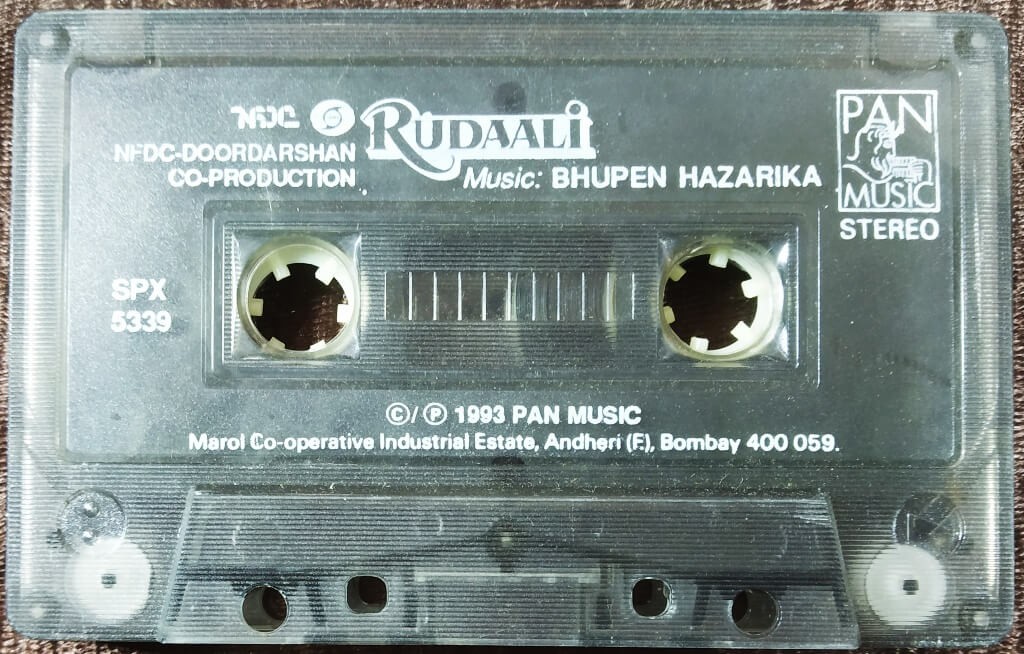 NFDC
RUDAALI
NFDC-DOORDARSHAN
CO-PRODUCTION
Music: BHUPEN HAZARIKA
PAN
MUSIC
STEREO
SPX
5339
©/℗ 1993 PAN MUSIC
Marol Co-operative Industrial Estate, Andheri (E), Bombay 400 059.